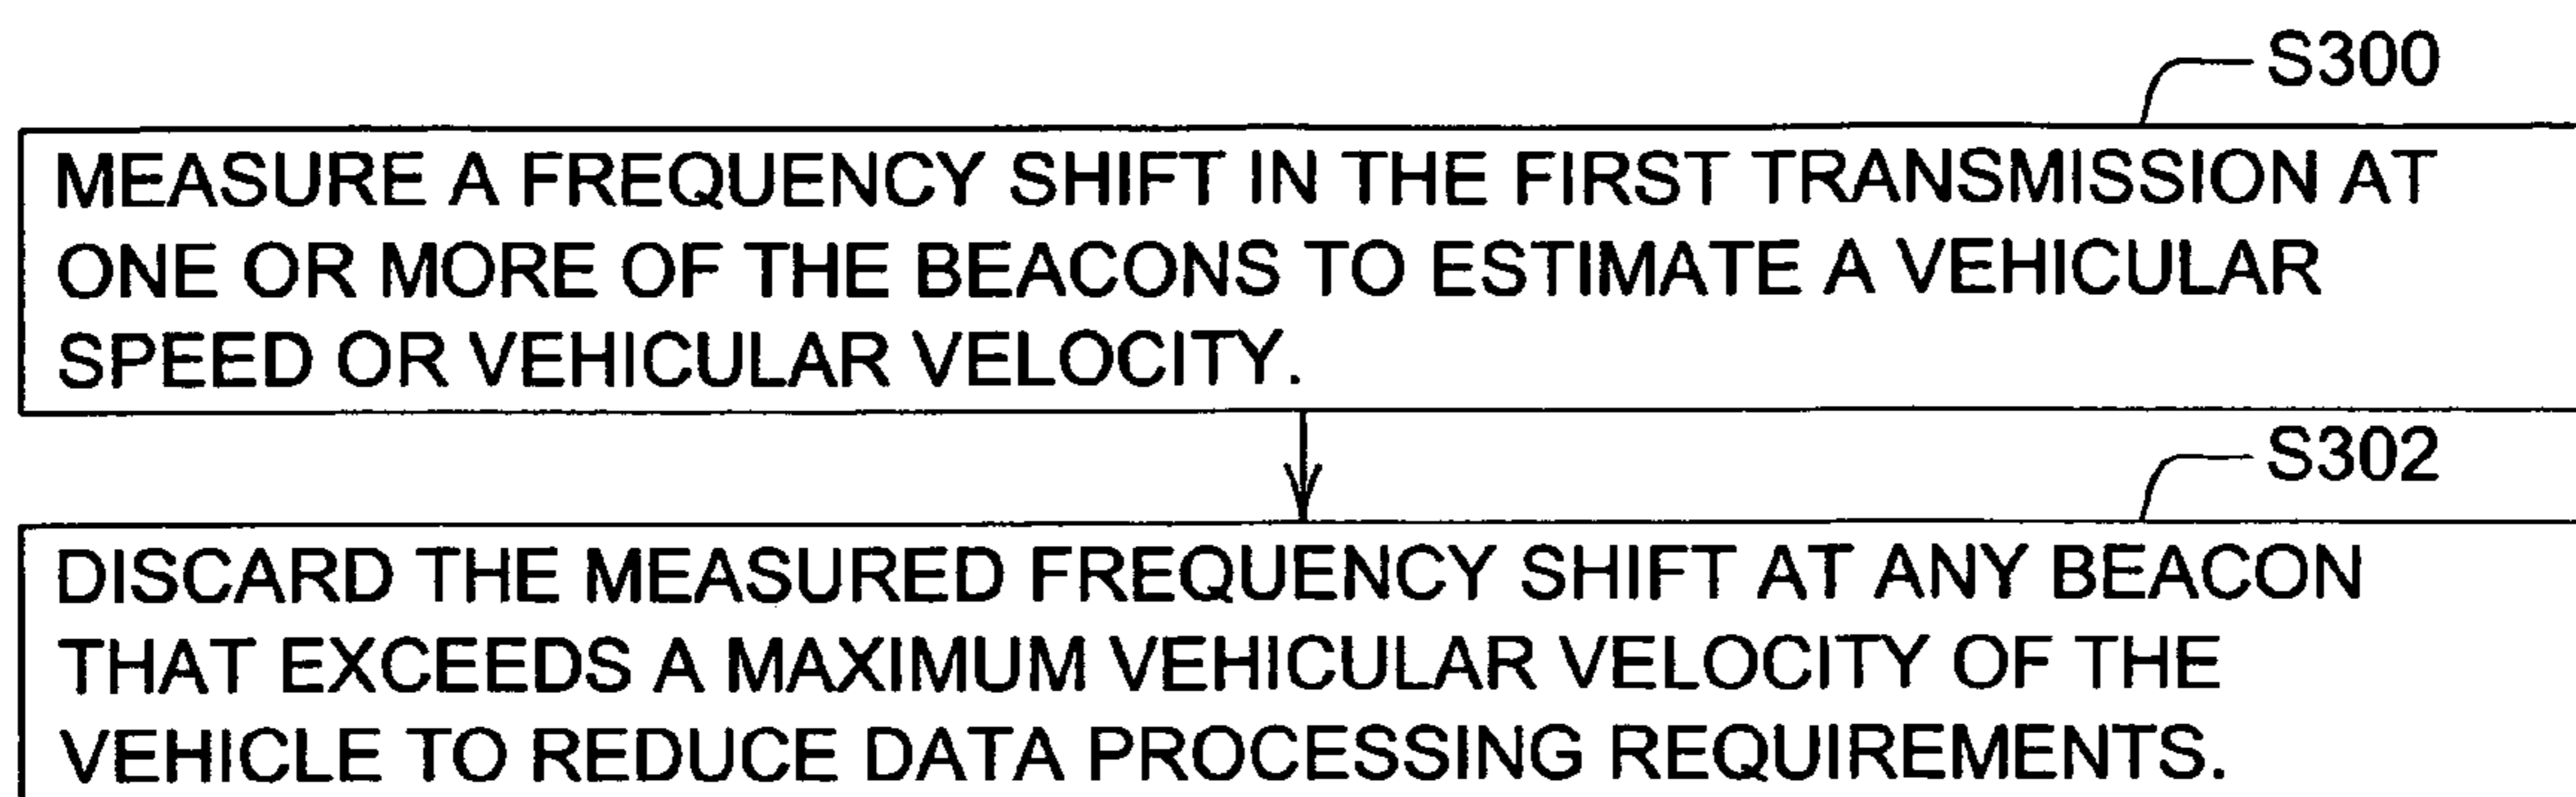 S300
MEASURE A FREQUENCY SHIFT IN THE FIRST TRANSMISSION AT
ONE OR MORE OF THE BEACONS TO ESTIMATE A VEHICULAR
SPEED OR VEHICULAR VELOCITY.
S302
DISCARD THE MEASURED FREQUENCY SHIFT AT ANY BEACON
THAT EXCEEDS A MAXIMUM VEHICULAR VELOCITY OF THE
VEHICLE TO REDUCE DATA PROCESSING REQUIREMENTS.